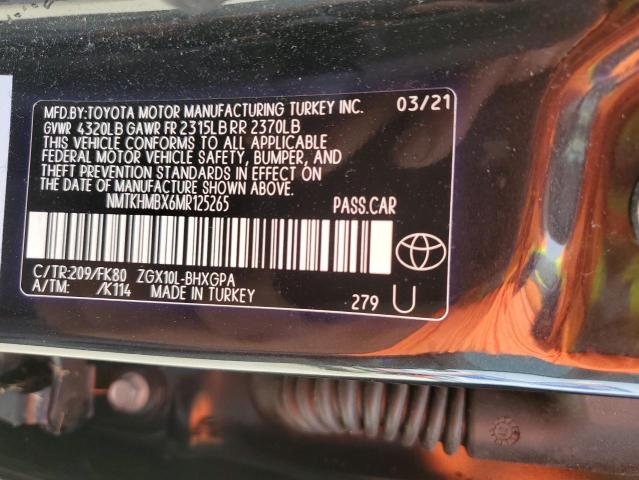 MFD.BY:TOYOTA MOTOR MANUFACTURING TURKEY INC. 03/21
GVWR 4320LB GAWR FR 2315LB RR 2370LB
THIS VEHICLE CONFORMS TO ALL APPLICABLE
FEDERAL MOTOR VEHICLE SAFETY, BUMPER, AND
THEFT PREVENTION STANDARDS IN EFFECT ON
THE DATE OF MANUFACTURE SHOWN ABOVE.
NMTKHMBX6MR125265 PASS.CAR
C/TR:209/FK80 ZGX10L-BHXGPA
A/TM: /K114 MADE IN TURKEY 279 U